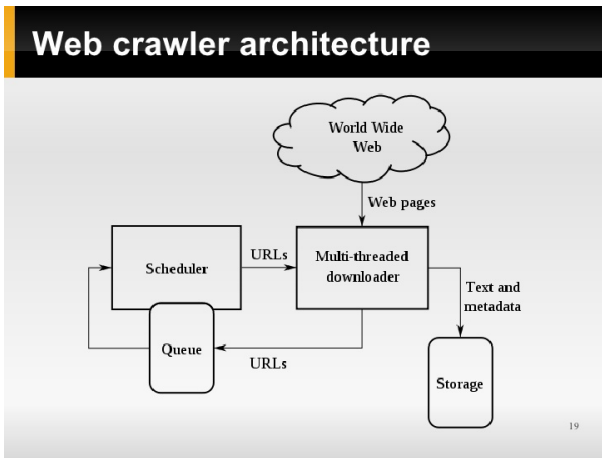 Web crawler architecture
World Wide
Web
Web pages
Scheduler
URLs
Multi-threaded
downloader
Text and
metadata
Queue
URLs
Storage
19